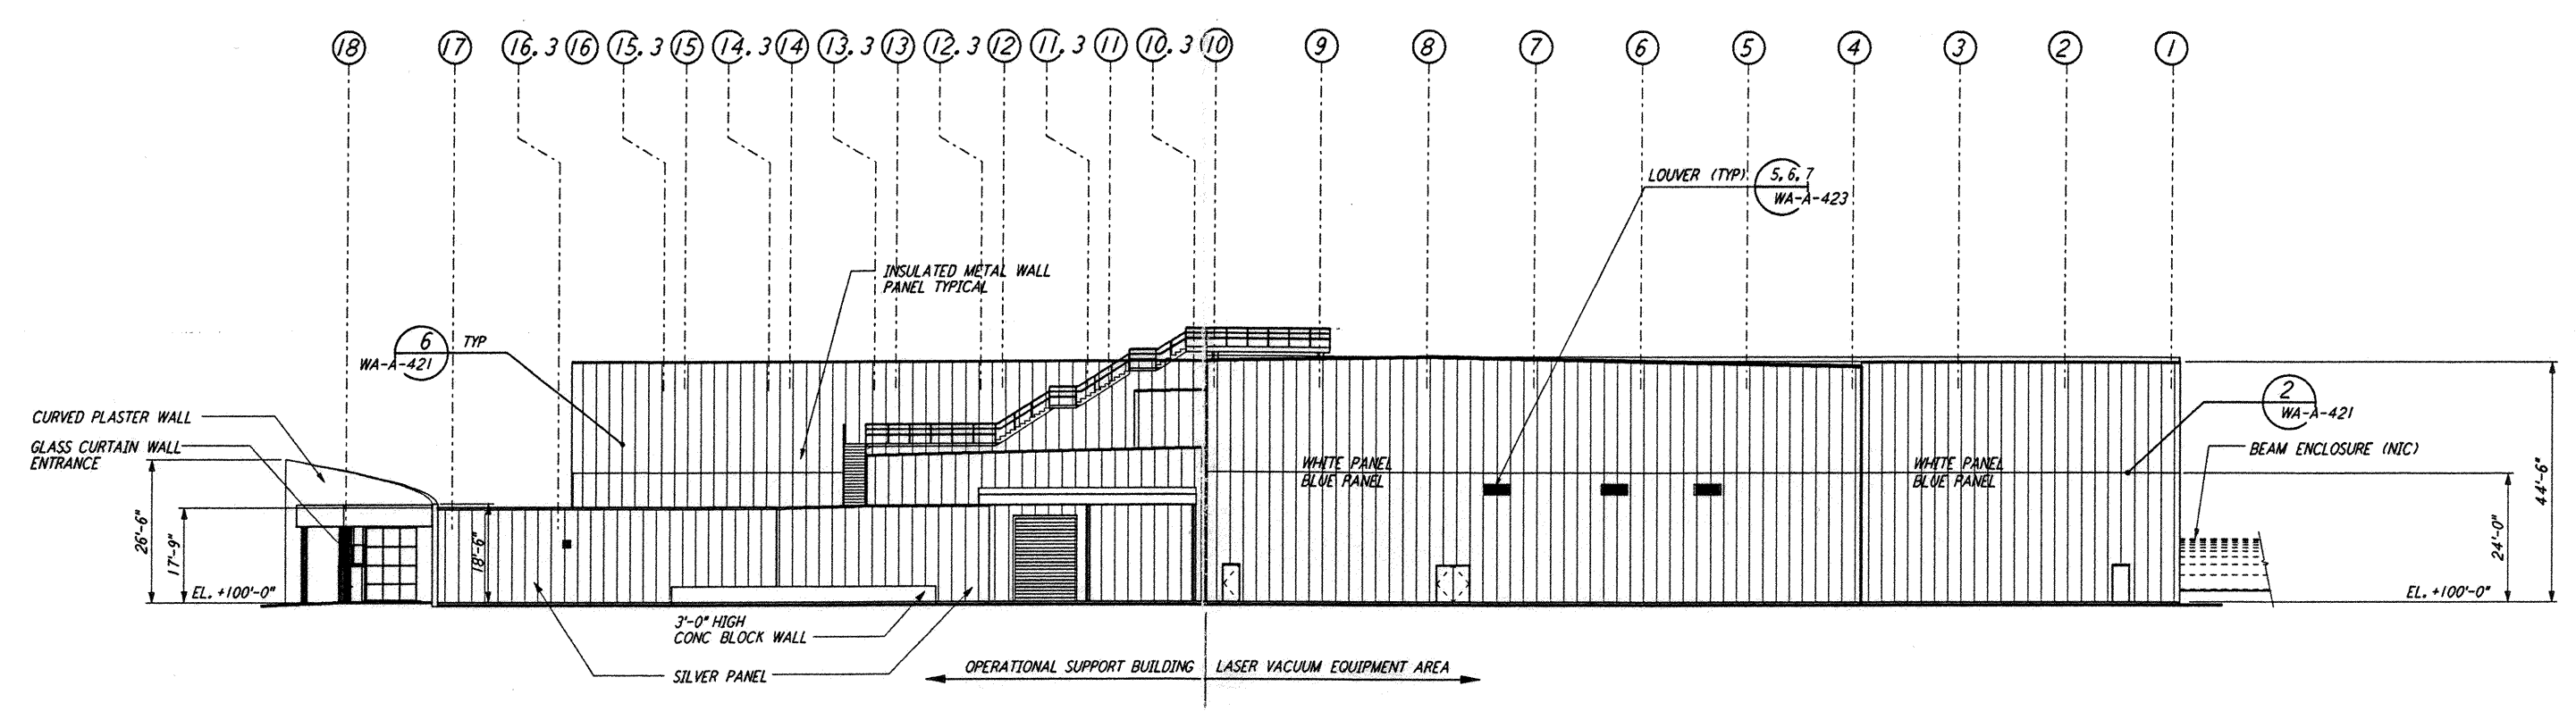 18 17 16.3 16 15.3 15 14.3 14 13.3 13 12.3 12 11.3 11 10.3 10 9 8 7 6 5 4 3 2 1
LOUVER (TYP) 5,6,7
WA-A-423
INSULATED METAL WALL
PANEL TYPICAL
6 TYP
WA-A-421
2
WA-A-421
CURVED PLASTER WALL
GLASS CURTAIN WALL
ENTRANCE
BEAM ENCLOSURE (NIC)
WHITE PANEL
BLUE PANEL
WHITE PANEL
BLUE PANEL
26'-6"
17'-9"
18'-6"
24'-0"
44'-6"
EL. +100'-0"
EL. +100'-0"
3'-0" HIGH
CONC BLOCK WALL
SILVER PANEL
OPERATIONAL SUPPORT BUILDING
LASER VACUUM EQUIPMENT AREA